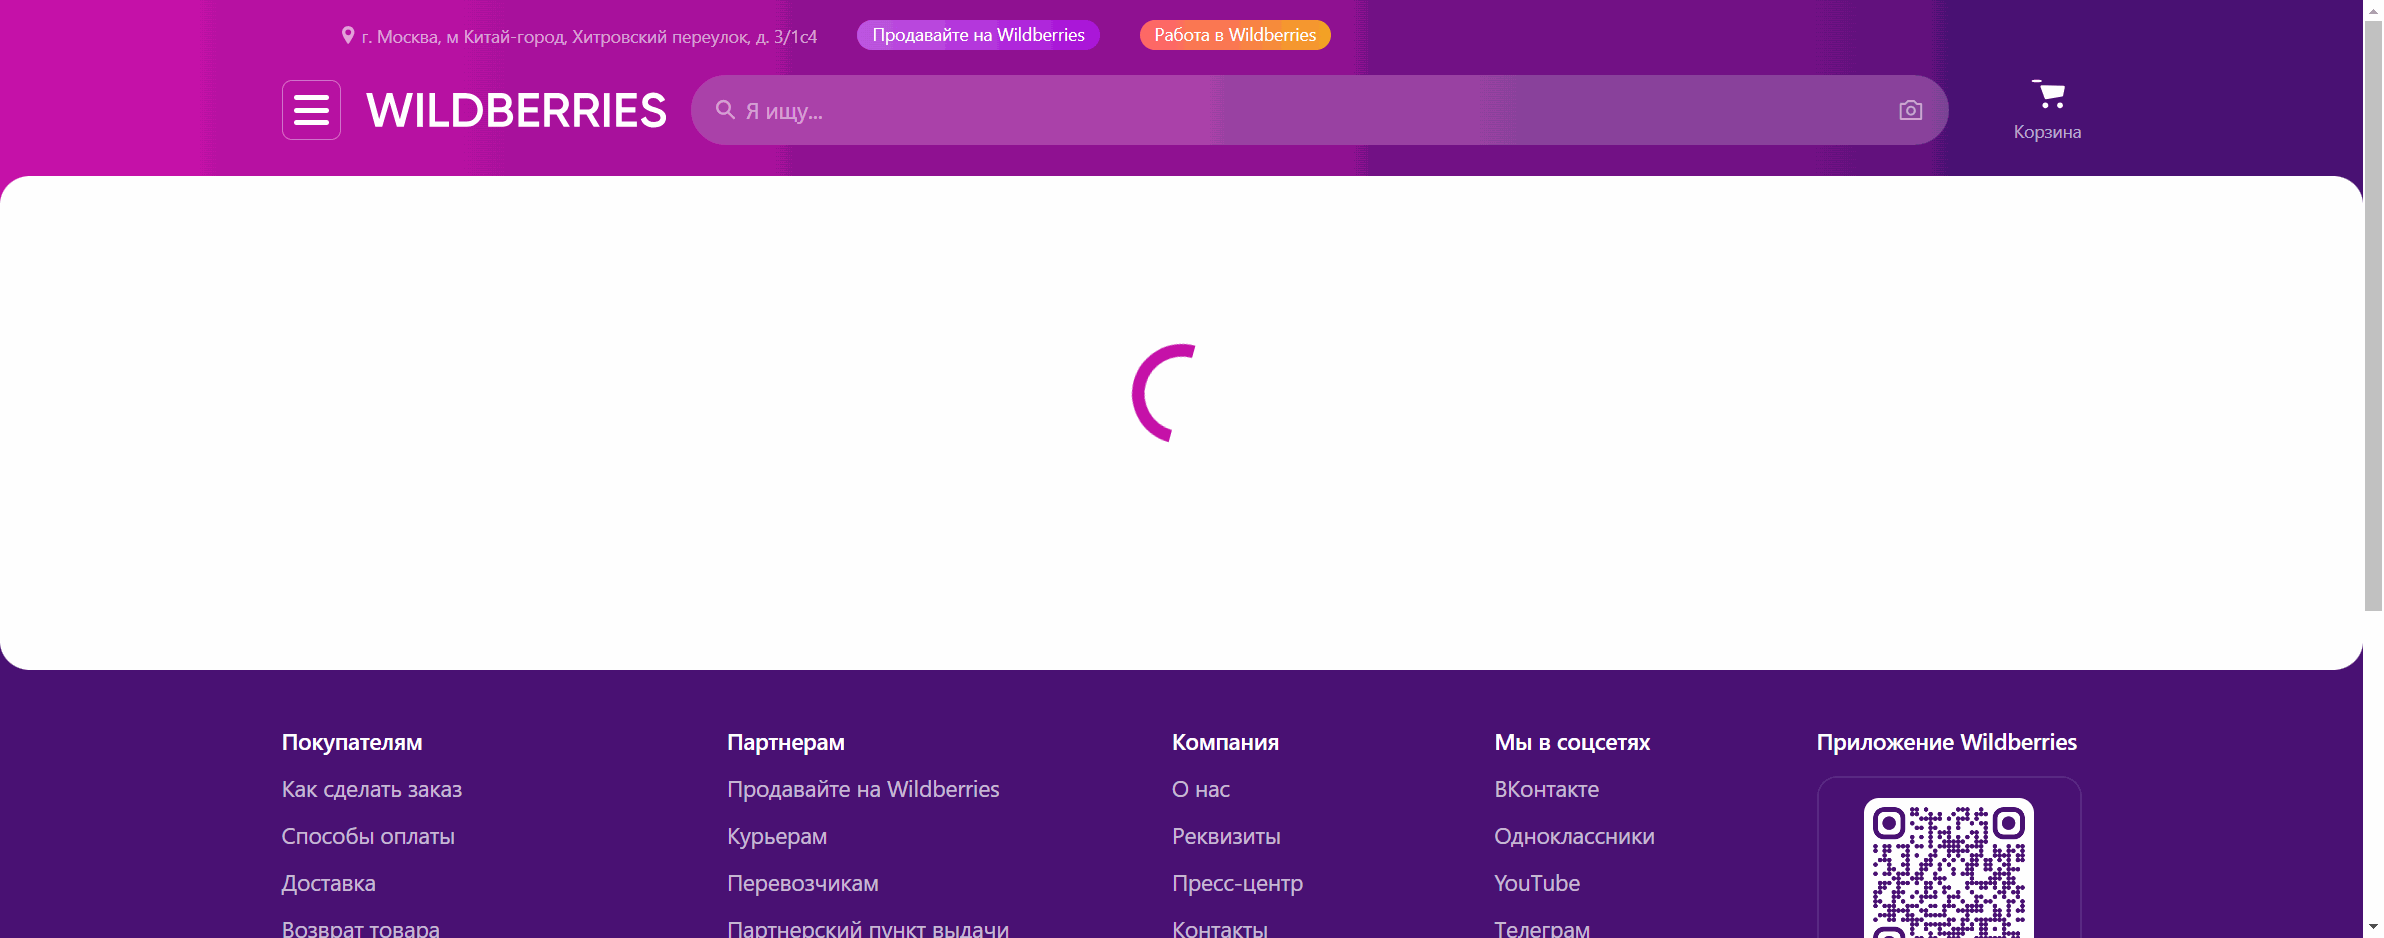 г. Москва, м Китай-город, Хитровский переулок, д. 3/1с4
Продавайте на Wildberries
Работа в Wildberries
WILDBERRIES
Я ищу...
Корзина
Покупателям
Как сделать заказ
Способы оплаты
Доставка
Возврат товара
Партнерам
Продавайте на Wildberries
Курьерам
Перевозчикам
Партнерский пункт выдачи
Компания
О нас
Реквизиты
Пресс-центр
Контакты
Мы в соцсетях
ВКонтакте
Одноклассники
YouTube
Телеграм
Приложение Wildberries